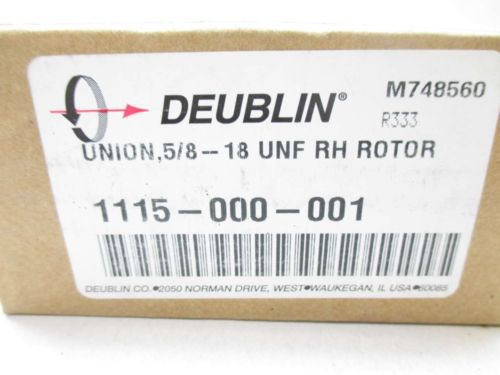 DEUBLIN® M748560
R333
UNION,5/8--18 UNF RH ROTOR
1115-000-001
DEUBLIN CO.●2050 NORMAN DRIVE, WEST●WAUKEGAN, IL USA●60085